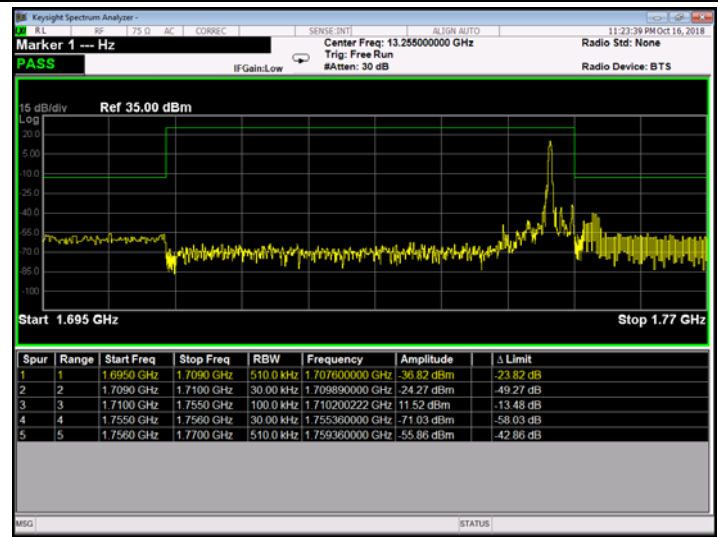 Keysight Spectrum Analyzer -
RL RF 75 Ω AC CORREC SENSE:INT ALIGN AUTO 11:23:39 PM Oct 16, 2018
Marker 1 --- Hz Center Freq: 13.255000000 GHz Radio Std: None
PASS Trig: Free Run
IFGain:Low #Atten: 30 dB Radio Device: BTS
15 dB/div Ref 35.00 dBm
Log
20.0
5.00
-10.0
-25.0
-40.0
-55.0
-70.0
-85.0
-100
Start 1.695 GHz Stop 1.77 GHz
Spur Range Start Freq Stop Freq RBW Frequency Amplitude Δ Limit
1 1 1.6950 GHz 1.7090 GHz 510.0 kHz 1.707600000 GHz -36.82 dBm -23.82 dB
2 2 1.7090 GHz 1.7100 GHz 30.00 kHz 1.709890000 GHz -24.27 dBm -49.27 dB
3 3 1.7100 GHz 1.7550 GHz 100.0 kHz 1.710200222 GHz 11.52 dBm -13.48 dB
4 4 1.7550 GHz 1.7560 GHz 30.00 kHz 1.755360000 GHz -71.03 dBm -58.03 dB
5 5 1.7560 GHz 1.7700 GHz 510.0 kHz 1.759360000 GHz -55.86 dBm -42.86 dB
MSG STATUS